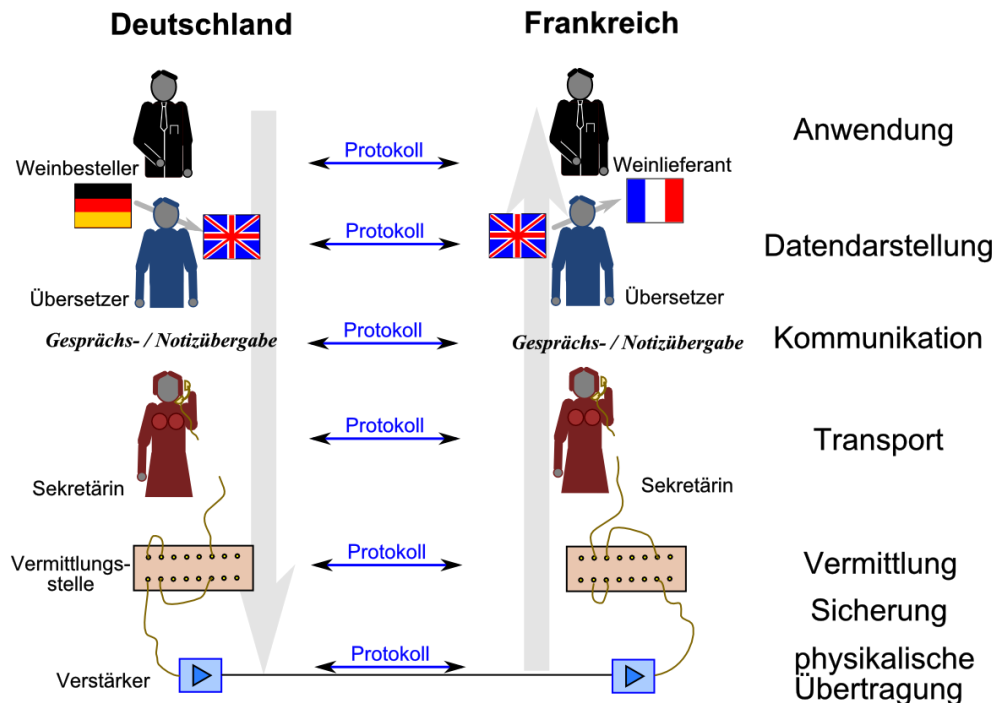 Deutschland
Frankreich
Anwendung
Protokoll
Weinbesteller
Weinlieferant
Protokoll
Datendarstellung
Übersetzer
Übersetzer
Gesprächs- / Notizübergabe
Protokoll
Gesprächs- / Notizübergabe
Kommunikation
Protokoll
Transport
Sekretärin
Sekretärin
Vermittlungs-
stelle
Protokoll
Vermittlung
Sicherung
Protokoll
physikalische
Übertragung
Verstärker